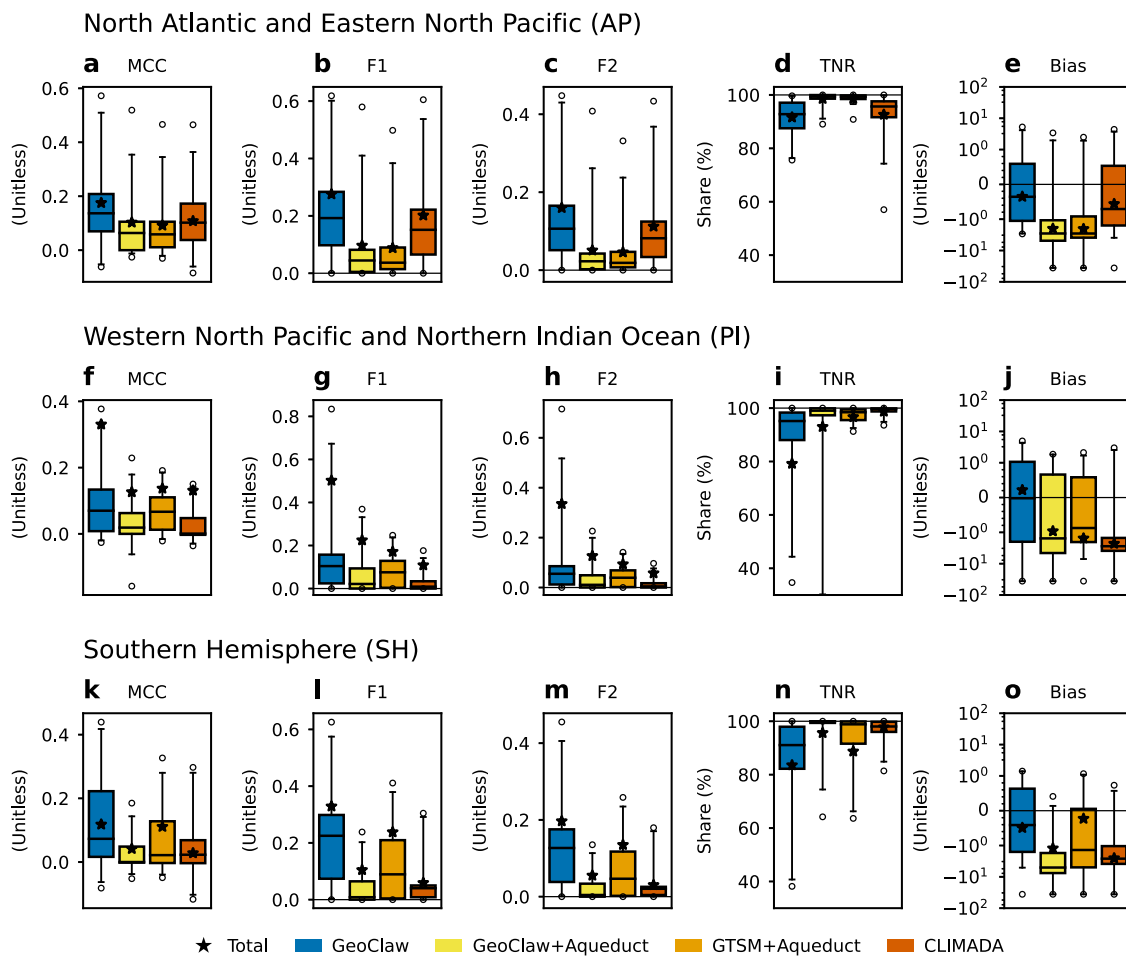 North Atlantic and Eastern North Pacific (AP)
a MCC b F1 c F2 d TNR e Bias
(Unitless) 0.6 0.4 0.2 0.0
(Unitless) 0.6 0.4 0.2 0.0
(Unitless) 0.4 0.2 0.0
Share (%) 100 80 60 40
(Unitless) 10² 10¹ 10⁰ 0 −10⁰ −10¹ −10²
Western North Pacific and Northern Indian Ocean (PI)
f MCC g F1 h F2 i TNR j Bias
(Unitless) 0.4 0.2 0.0
(Unitless) 0.8 0.6 0.4 0.2 0.0
(Unitless) 0.6 0.4 0.2 0.0
Share (%) 100 80 60 40
(Unitless) 10² 10¹ 10⁰ 0 −10⁰ −10¹ −10²
Southern Hemisphere (SH)
k MCC l F1 m F2 n TNR o Bias
(Unitless) 0.4 0.2 0.0
(Unitless) 0.6 0.4 0.2 0.0
(Unitless) 0.4 0.2 0.0
Share (%) 100 80 60 40
(Unitless) 10² 10¹ 10⁰ 0 −10⁰ −10¹ −10²
Total GeoClaw GeoClaw+Aqueduct GTSM+Aqueduct CLIMADA